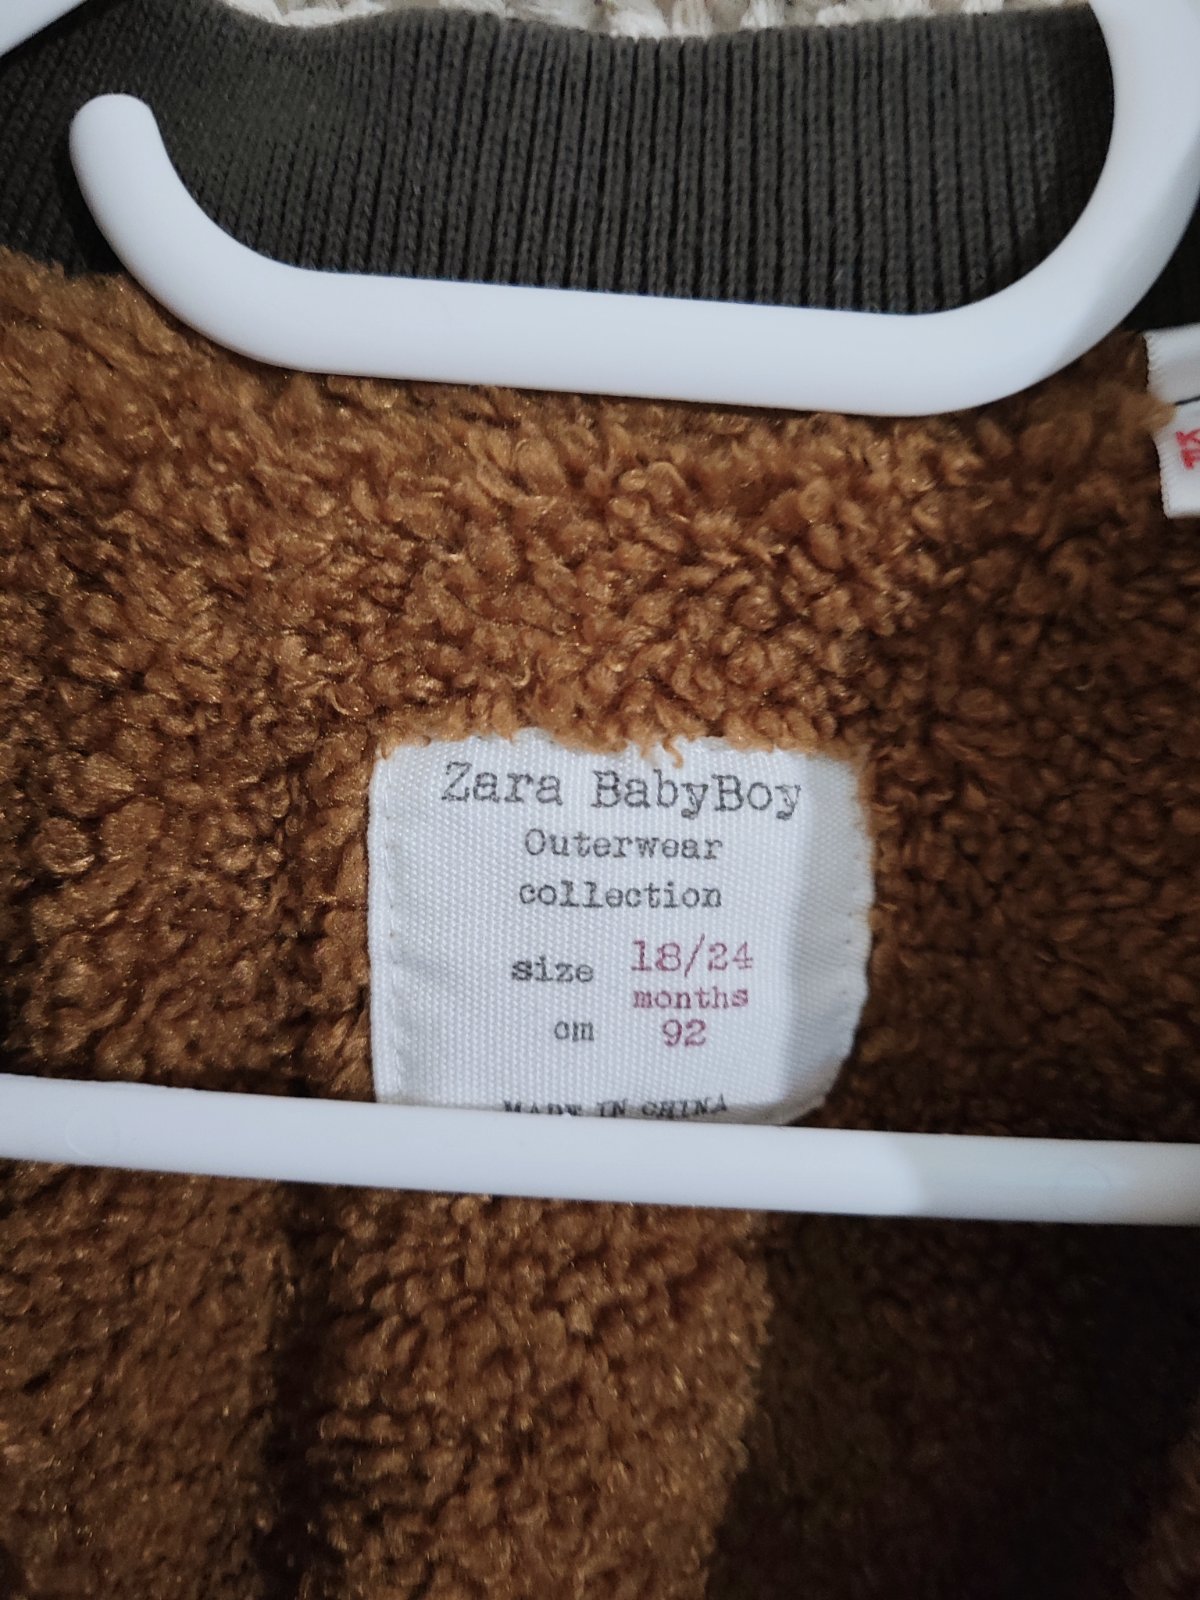 Zara BabyBoy
Outerwear
collection
size 18/24
months
cm 92
MADE IN CHINA